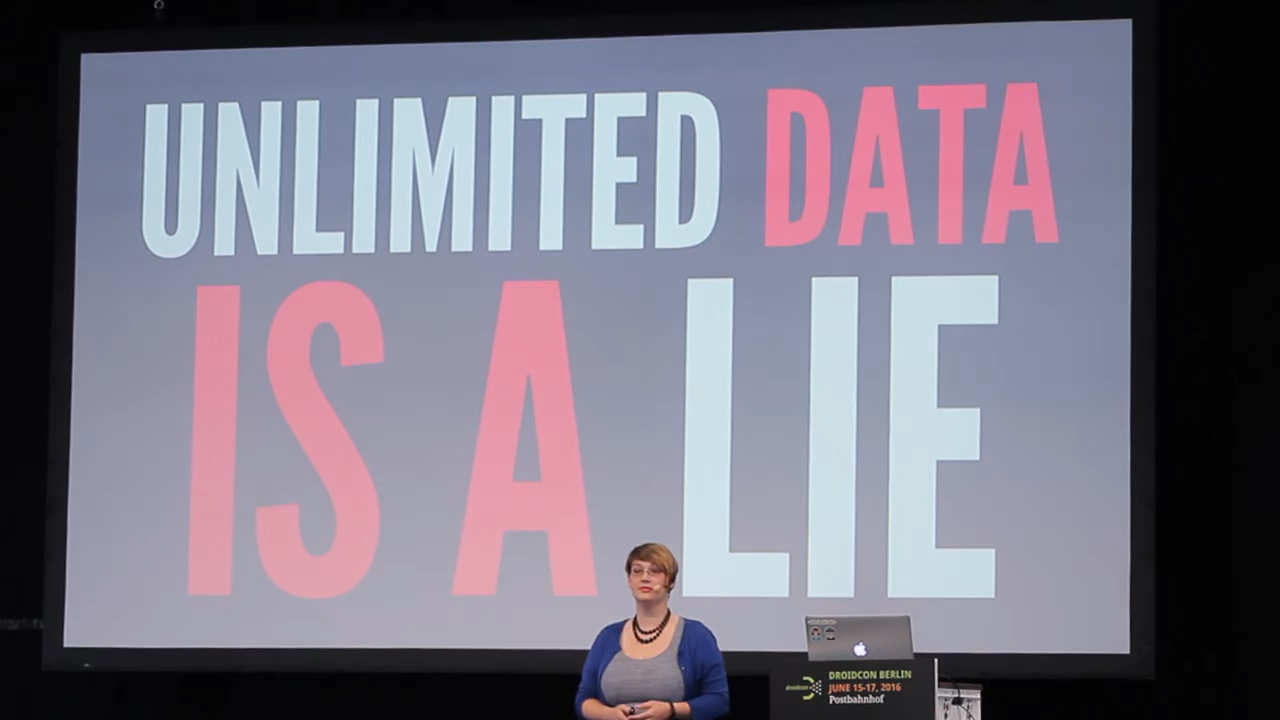 UNLIMITED DATA
IS A LIE
droidcon
DROIDCON BERLIN
JUNE 15-17, 2016
Postbahnhof